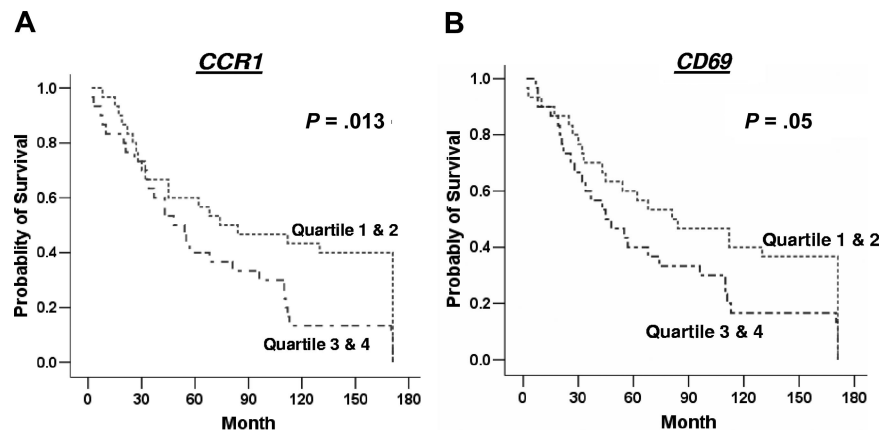 A
CCR1
P = .013
Probablity of Survival
1.0
0.8
0.6
0.4
0.2
0.0
Quartile 1 & 2
Quartile 3 & 4
0 30 60 90 120 150 180
Month
B
CD69
P = .05
Probably of Survival
1.0
0.8
0.6
0.4
0.2
0.0
Quartile 1 & 2
Quartile 3 & 4
0 30 60 90 120 150 180
Month